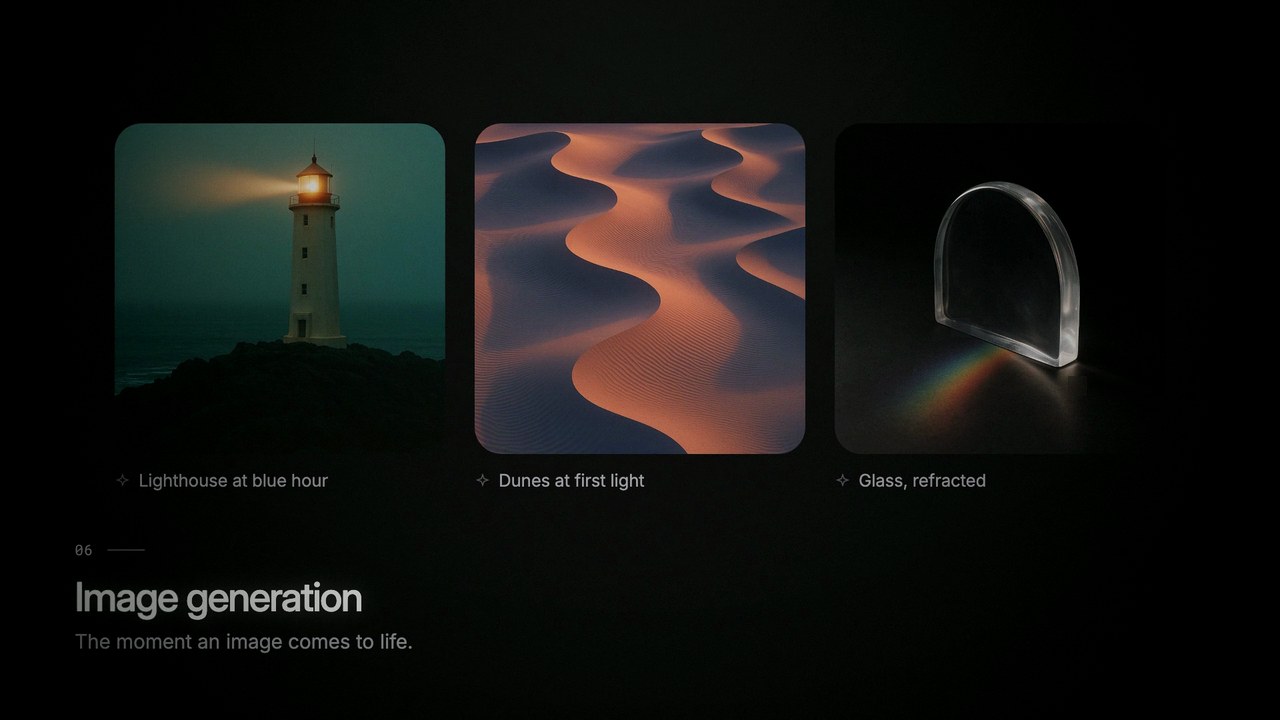 Lighthouse at blue hour
Dunes at first light
Glass, refracted
06
Image generation
The moment an image comes to life.